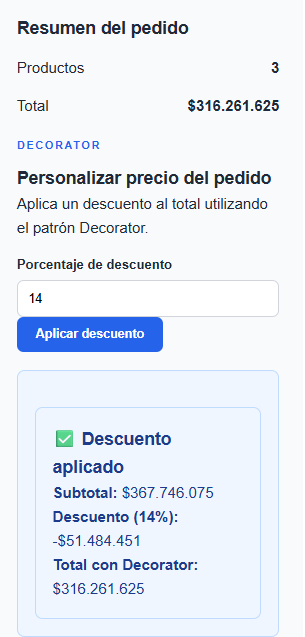 Resumen del pedido
Productos 3
Total $316.261.625
DECORATOR
Personalizar precio del pedido
Aplica un descuento al total utilizando
el patrón Decorator.
Porcentaje de descuento
14
Aplicar descuento
✅ Descuento
aplicado
Subtotal: $367.746.075
Descuento (14%):
-$51.484.451
Total con Decorator:
$316.261.625